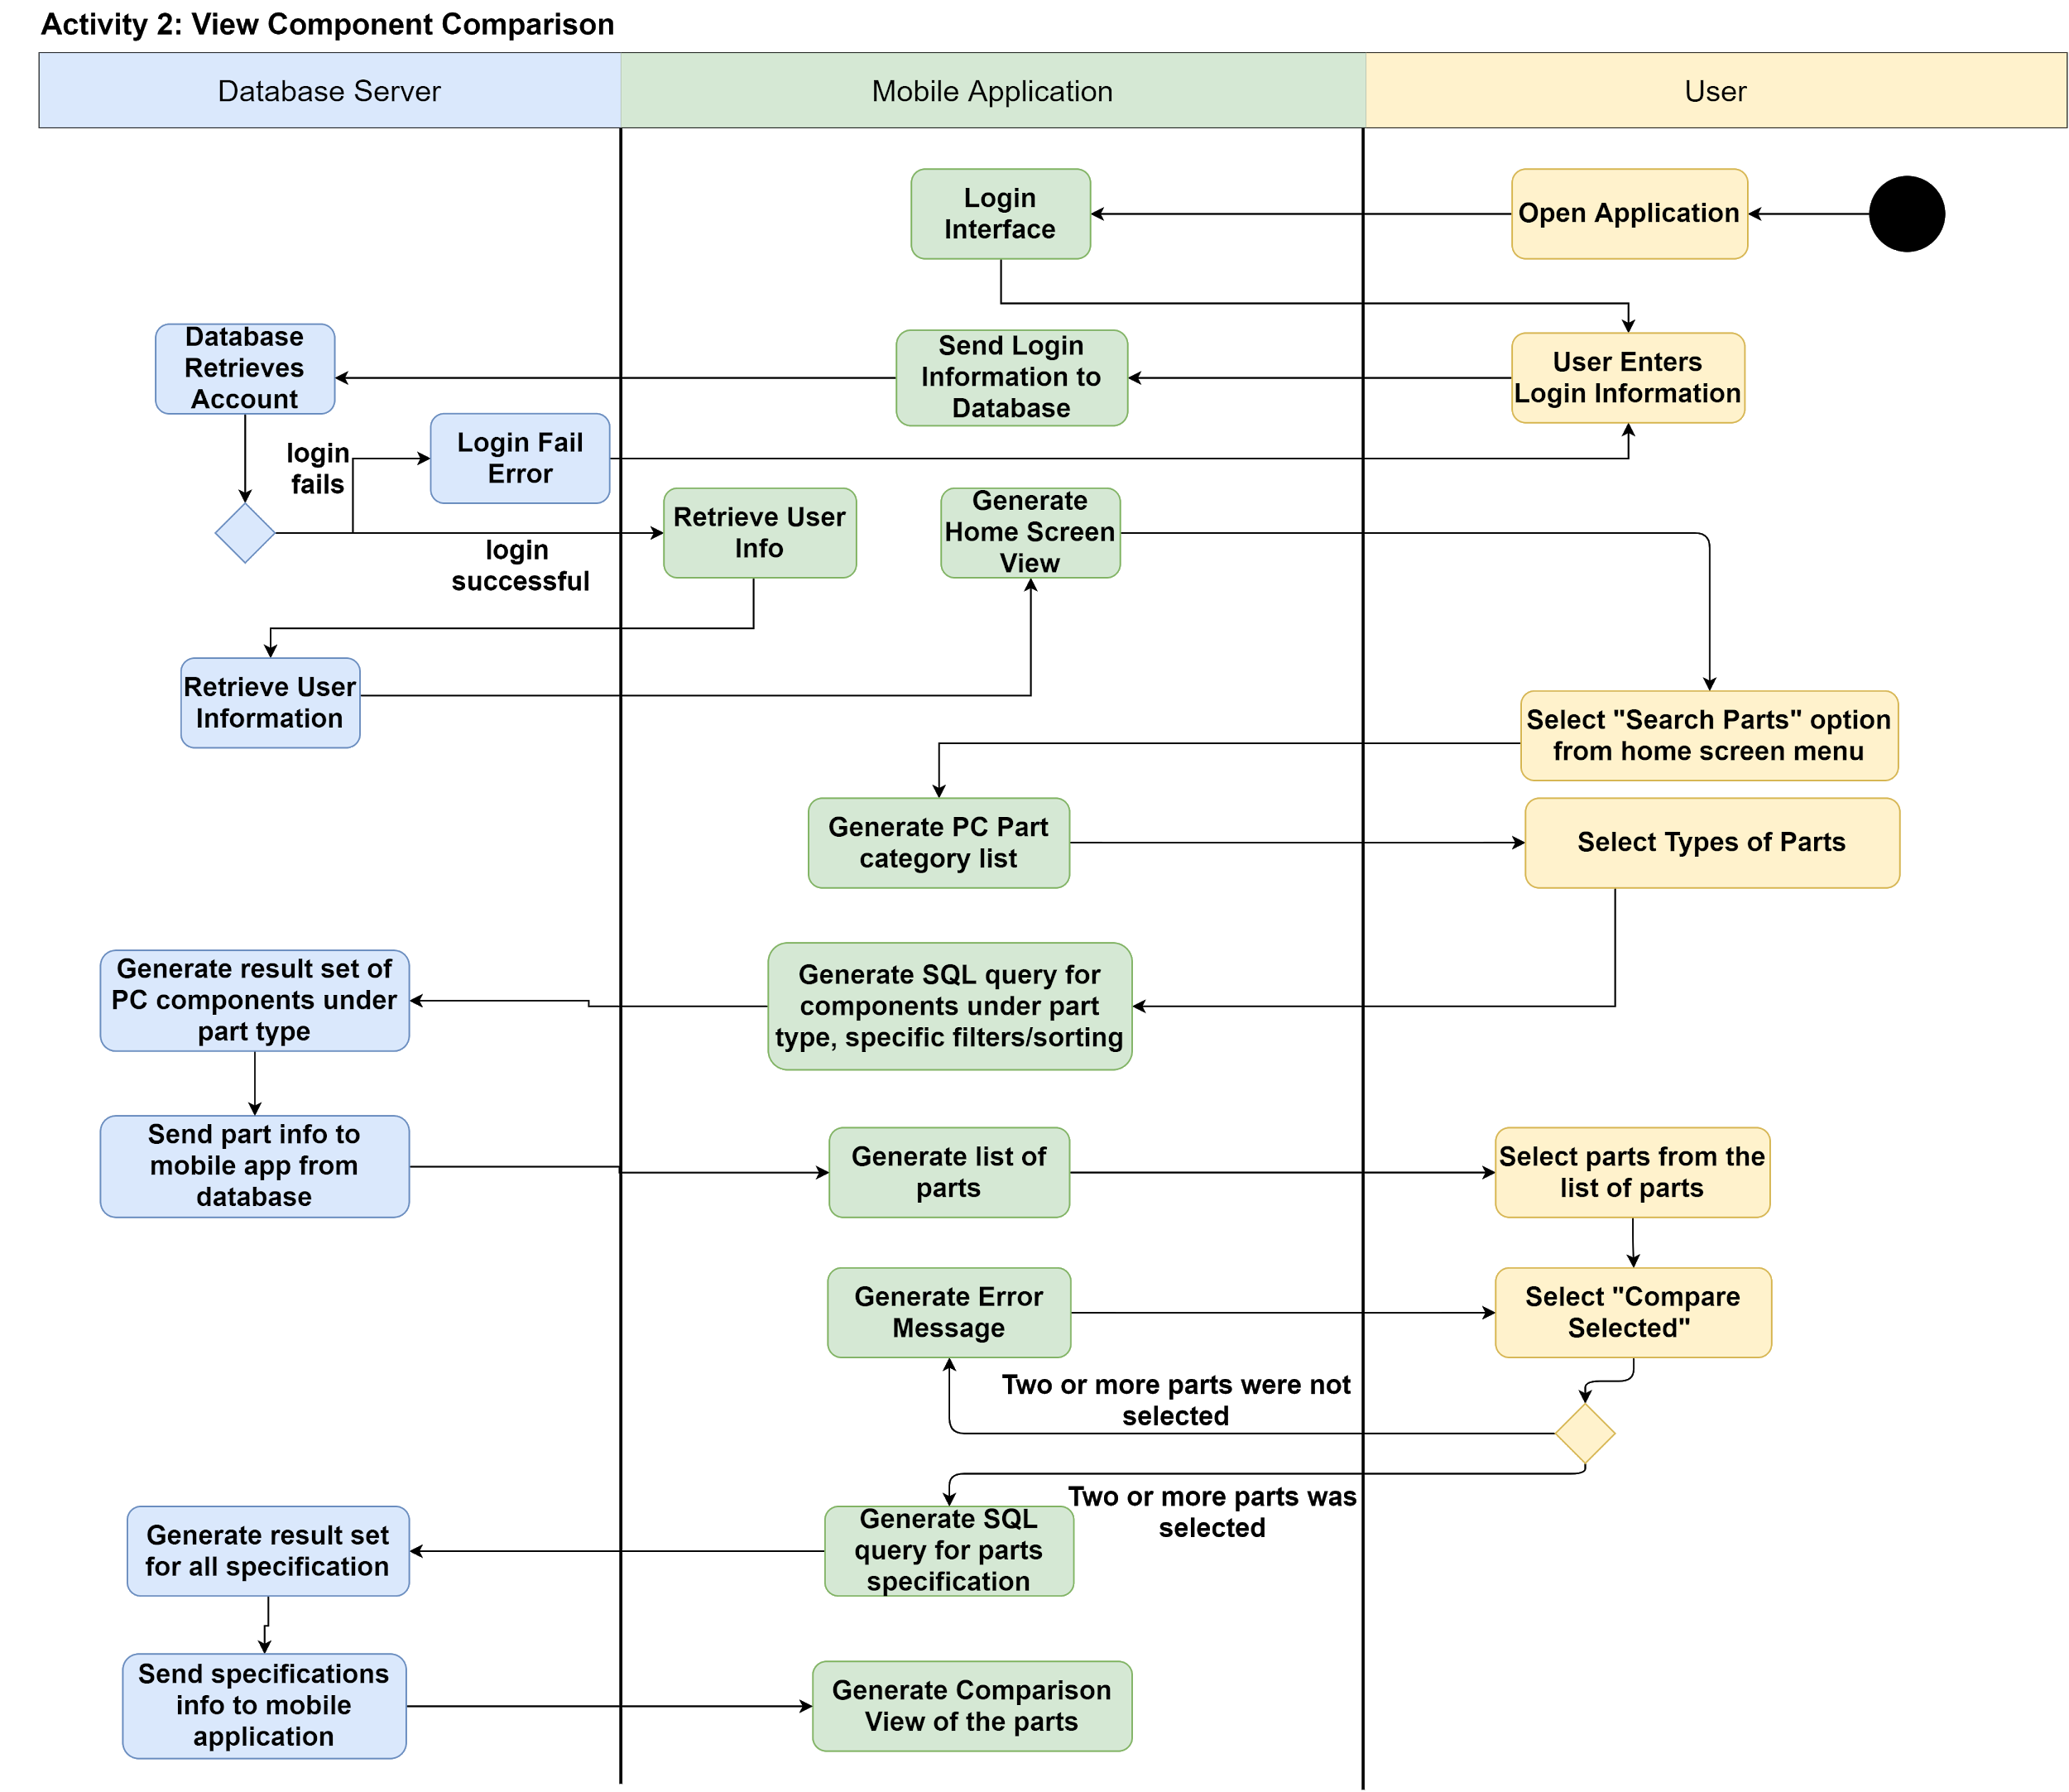 Activity 2: View Component Comparison
Database Server
Mobile Application
User
Login
Interface
Open Application
Database
Retrieves
Account
Send Login
Information to
Database
User Enters
Login Information
login
fails
Login Fail
Error
login
successful
Retrieve User
Info
Generate
Home Screen
View
Retrieve User
Information
Select "Search Parts" option
from home screen menu
Generate PC Part
category list
Select Types of Parts
Generate result set of
PC components under
part type
Generate SQL query for
components under part
type, specific filters/sorting
Send part info to
mobile app from
database
Generate list of
parts
Select parts from the
list of parts
Generate Error
Message
Select "Compare
Selected"
Two or more parts were not
selected
Two or more parts was
selected
Generate result set
for all specification
Generate SQL
query for parts
specification
Send specifications
info to mobile
application
Generate Comparison
View of the parts